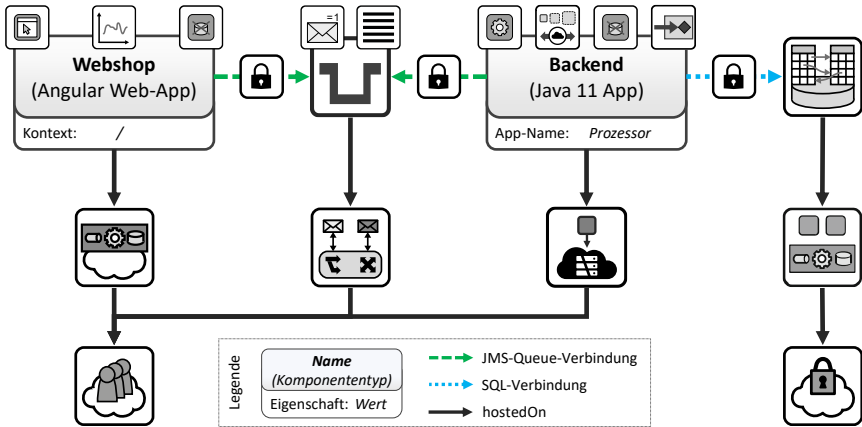 =1
Webshop
(Angular Web-App)
Kontext: /
Backend
(Java 11 App)
App-Name: Prozessor
Legende
Name
(Komponententyp)
Eigenschaft: Wert
JMS-Queue-Verbindung
SQL-Verbindung
hostedOn